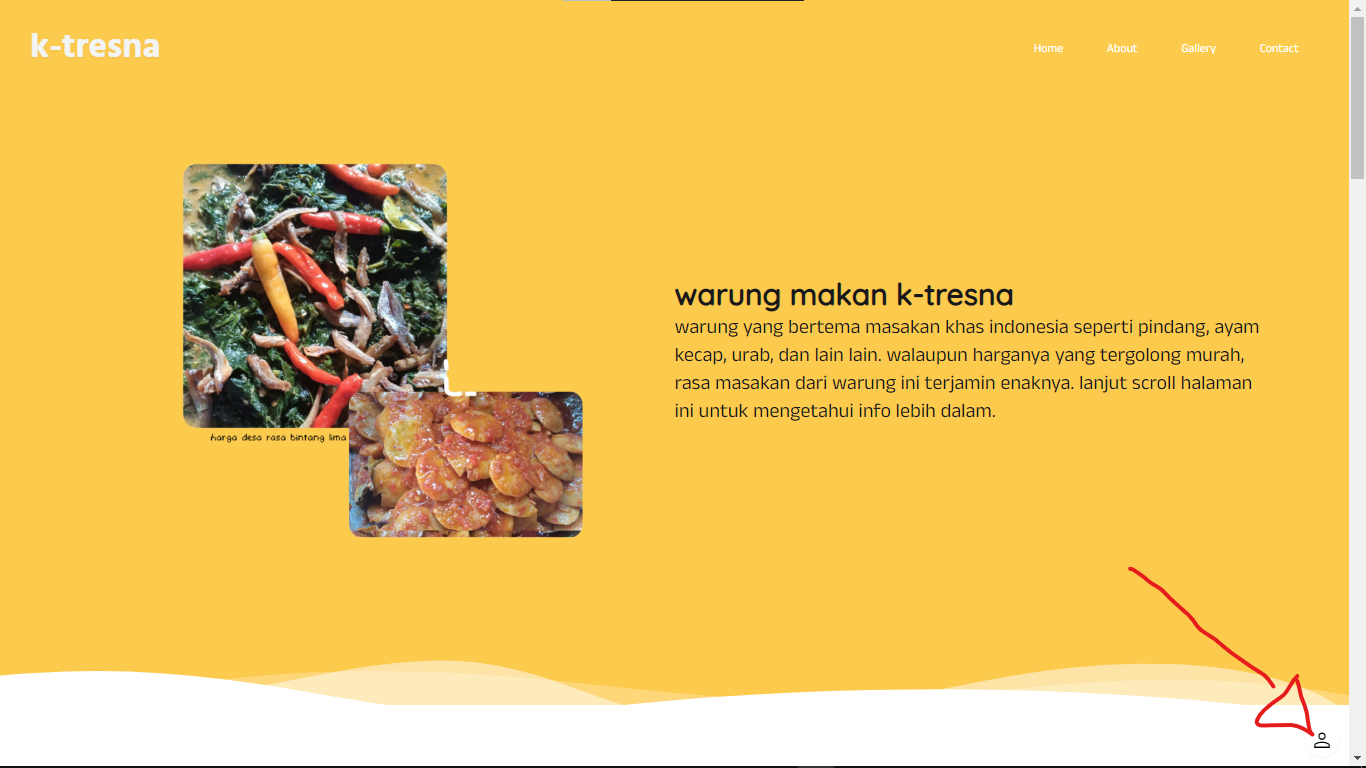 k-tresna
Home About Gallery Contact
warung makan k-tresna
warung yang bertema masakan khas indonesia seperti pindang, ayam
kecap, urab, dan lain lain. walaupun harganya yang tergolong murah,
rasa masakan dari warung ini terjamin enaknya. lanjut scroll halaman
ini untuk mengetahui info lebih dalam.
harga desa rasa bintang lima